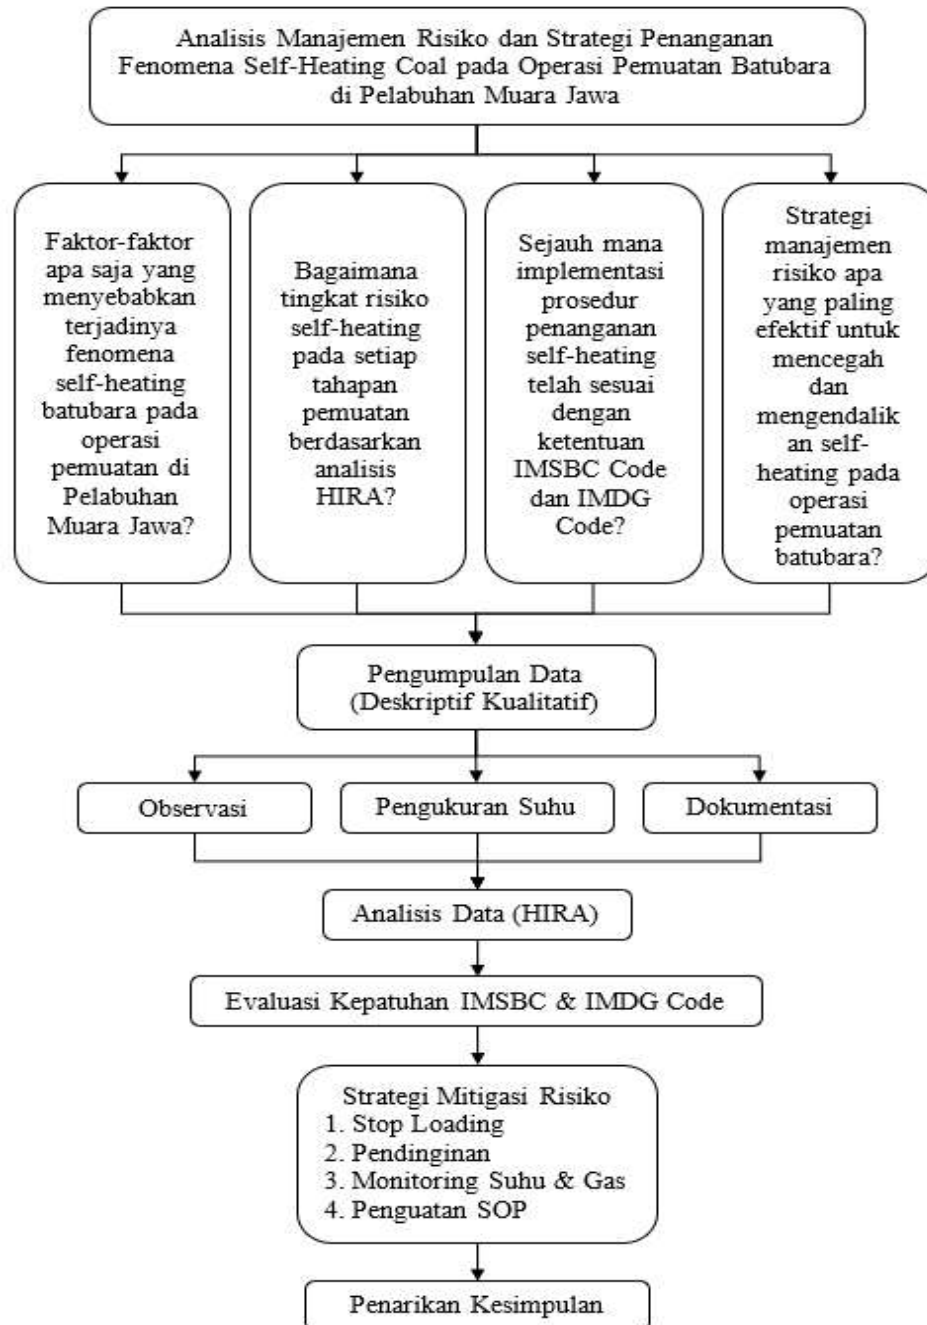 Analisis Manajemen Risiko dan Strategi Penanganan
Fenomena Self-Heating Coal pada Operasi Pemuatan Batubara
di Pelabuhan Muara Jawa
Faktor-faktor
apa saja yang
menyebabkan
terjadinya
fenomena
self-heating
batubara pada
operasi
pemuatan di
Pelabuhan
Muara Jawa?
Bagaimana
tingkat risiko
self-heating
pada setiap
tahapan
pemuatan
berdasarkan
analisis
HIRA?
Sejauh mana
implementasi
prosedur
penanganan
self-heating
telah sesuai
dengan
ketentuan
IMSBC Code
dan IMDG
Code?
Strategi
manajemen
risiko apa
yang paling
efektif untuk
mencegah
dan
mengendalik
an self-
heating pada
operasi
pemuatan
batubara?
Pengumpulan Data
(Deskriptif Kualitatif)
Observasi
Pengukuran Suhu
Dokumentasi
Analisis Data (HIRA)
Evaluasi Kepatuhan IMSBC & IMDG Code
Strategi Mitigasi Risiko
1. Stop Loading
2. Pendinginan
3. Monitoring Suhu & Gas
4. Penguatan SOP
Penarikan Kesimpulan